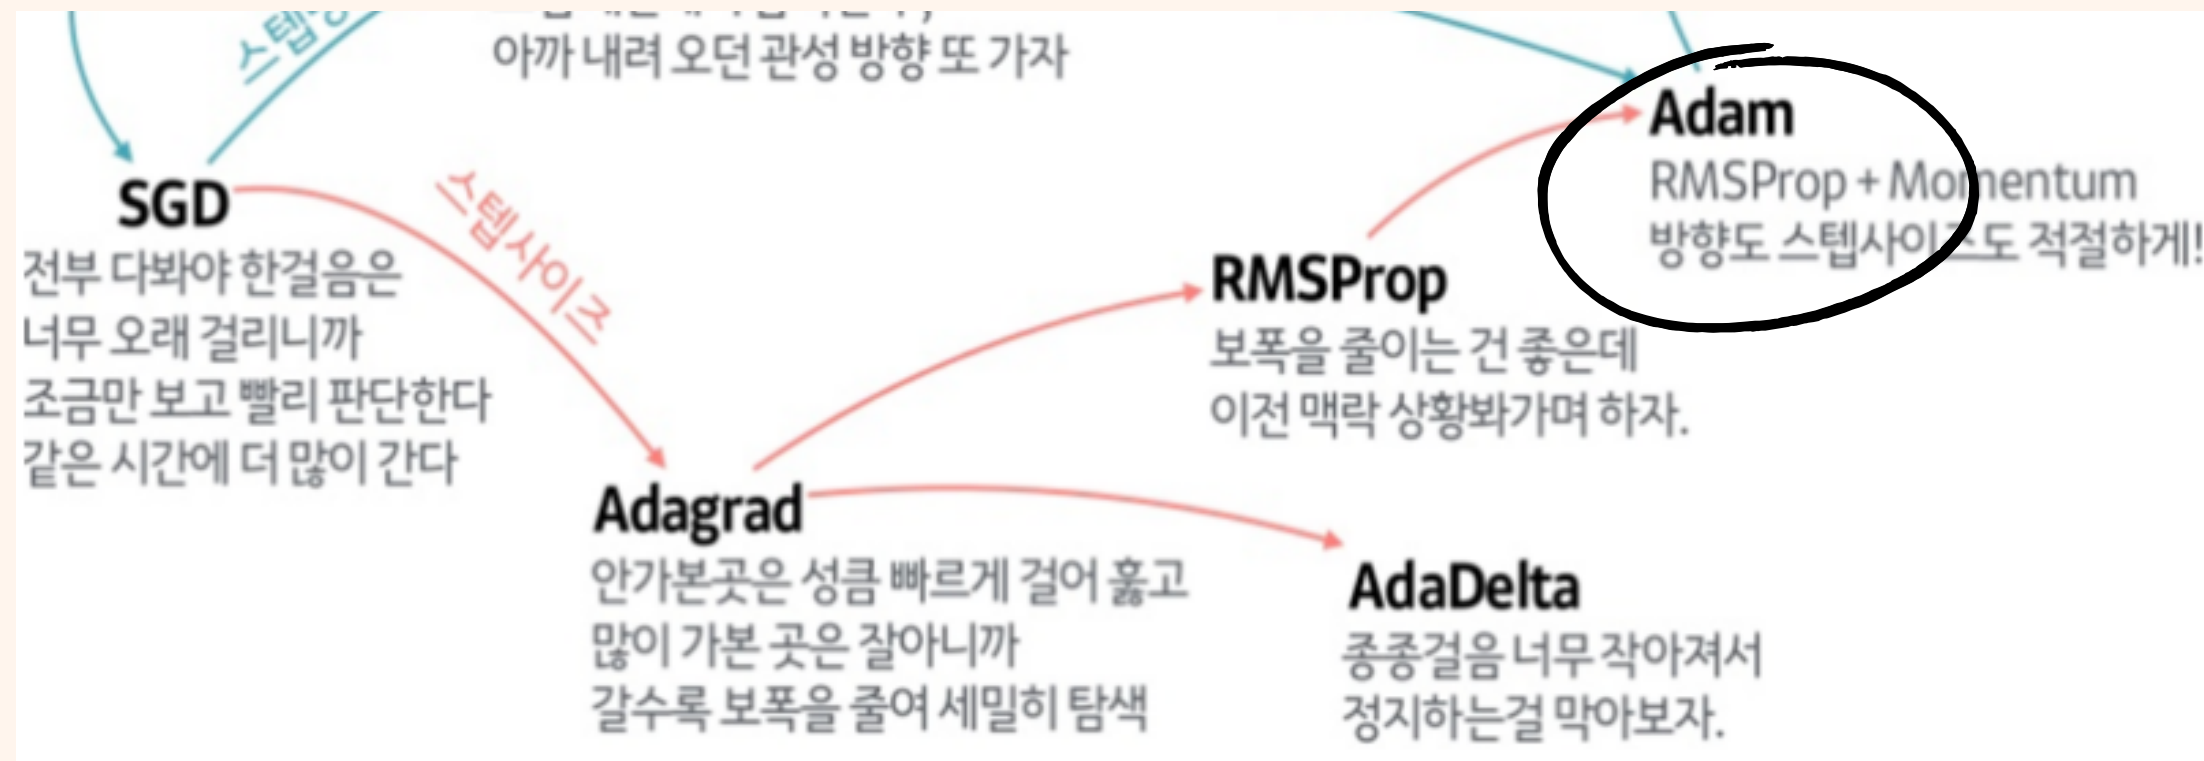 스텝
아까 내려 오던 관성 방향 또 가자
SGD
전부 다봐야 한걸음은
너무 오래 걸리니까
조금만 보고 빨리 판단한다
같은 시간에 더 많이 간다
스텝사이즈
Adagrad
안가본곳은 성큼 빠르게 걸어 훓고
많이 가본 곳은 잘아니까
갈수록 보폭을 줄여 세밀히 탐색
RMSProp
보폭을 줄이는 건 좋은데
이전 맥락 상황봐가며 하자.
AdaDelta
종종걸음 너무 작아져서
정지하는걸 막아보자.
Adam
RMSProp + Momentum
방향도 스텝사이즈도 적절하게!